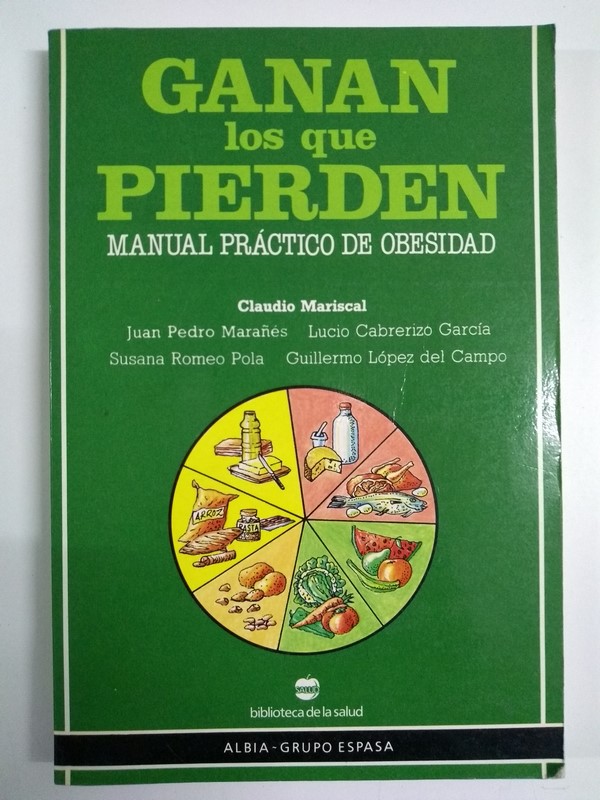 GANAN
los que
PIERDEN
MANUAL PRÁCTICO DE OBESIDAD
Claudio Mariscal
Juan Pedro Marañés Lucio Cabrerizo García
Susana Romeo Pola Guillermo López del Campo
ARROZ
PASTA
SALUD
biblioteca de la salud
ALBIA-GRUPO ESPASA